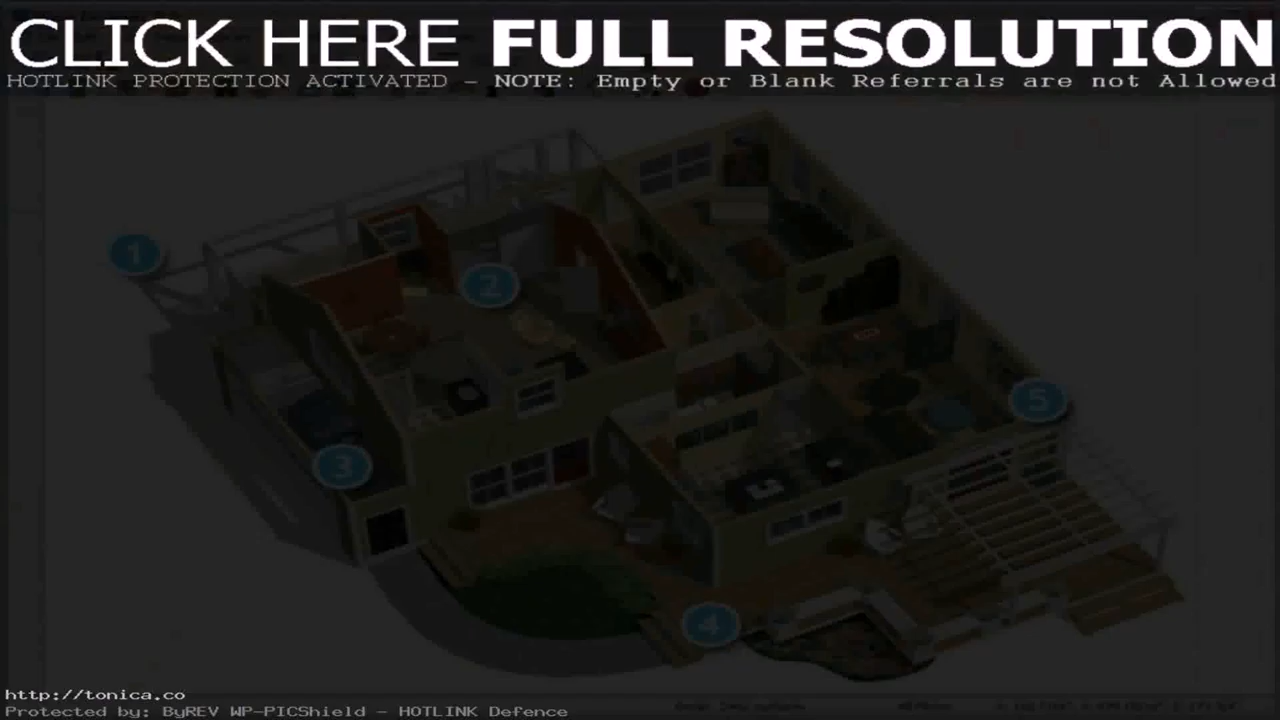 CLICK HERE FULL RESOLUTION
HOTLINK PROTECTION ACTIVATED – NOTE: Empty or Blank Referrals are not Allowed
1
2
3
5
4
http://tonica.co
Protected by: ByREV WP-PICShield – HOTLINK Defence